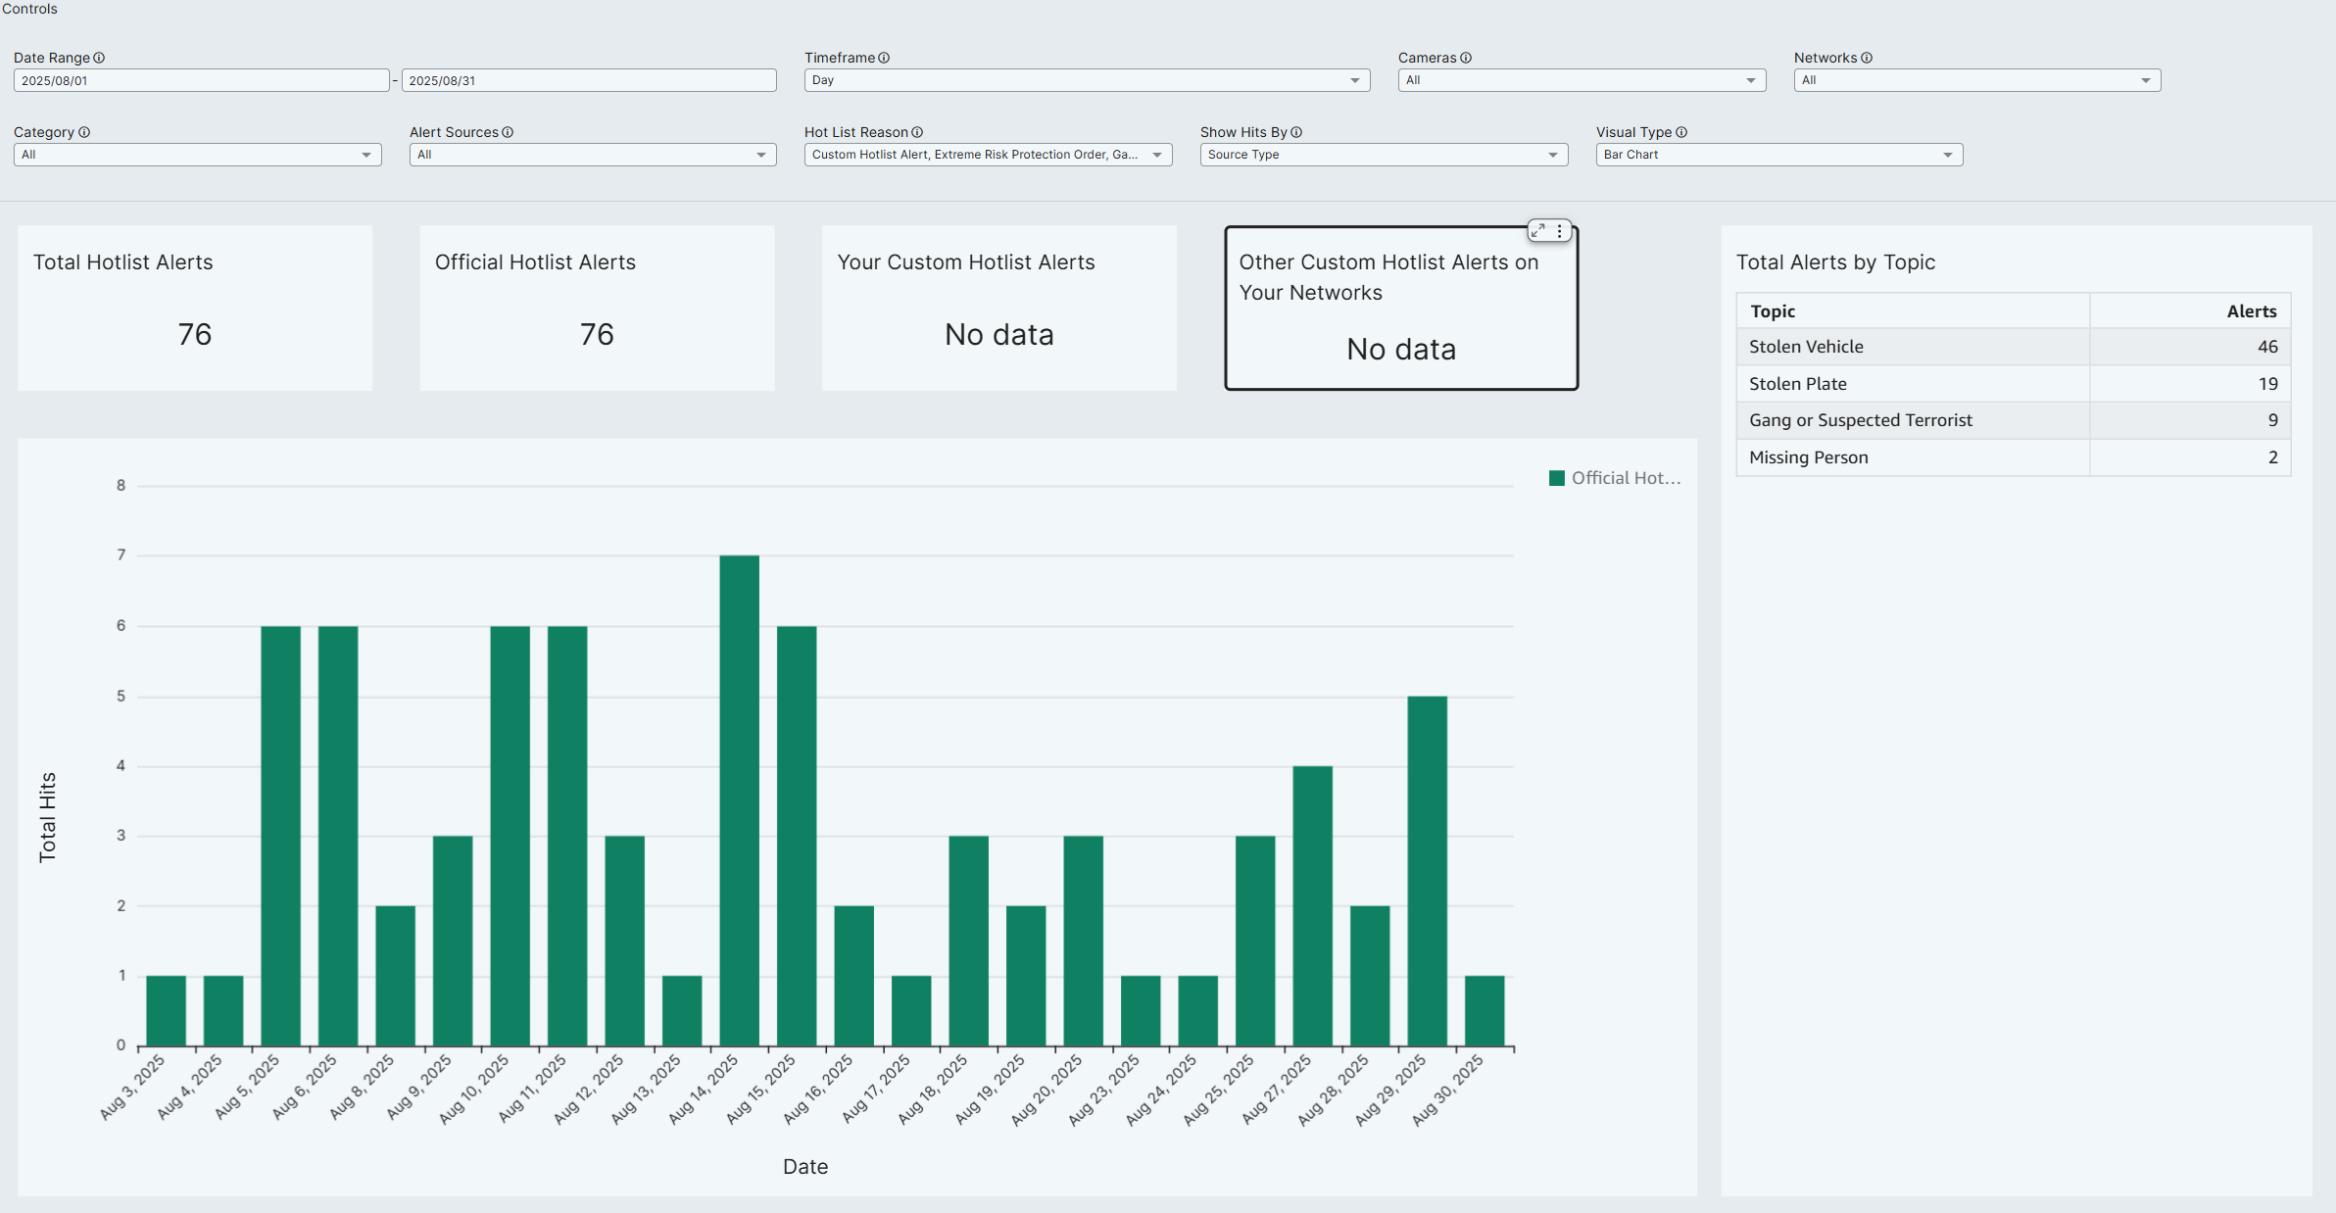 Controls
Date Range
Timeframe
Cameras
Networks
2025/08/01 - 2025/08/31
Day
All
All
Category
Alert Sources
Hot List Reason
Show Hits By
Visual Type
All
All
Custom Hotlist Alert, Extreme Risk Protection Order, Ga...
Source Type
Bar Chart
Total Hotlist Alerts
76
Official Hotlist Alerts
76
Your Custom Hotlist Alerts
No data
Other Custom Hotlist Alerts on
Your Networks
No data
Total Alerts by Topic
Topic Alerts
Stolen Vehicle 46
Stolen Plate 19
Gang or Suspected Terrorist 9
Missing Person 2
Official Hot...
Total Hits
8
7
6
5
4
3
2
1
0
Aug 3, 2025
Aug 4, 2025
Aug 5, 2025
Aug 6, 2025
Aug 8, 2025
Aug 9, 2025
Aug 10, 2025
Aug 11, 2025
Aug 12, 2025
Aug 13, 2025
Aug 14, 2025
Aug 15, 2025
Aug 16, 2025
Aug 17, 2025
Aug 18, 2025
Aug 19, 2025
Aug 20, 2025
Aug 23, 2025
Aug 24, 2025
Aug 25, 2025
Aug 27, 2025
Aug 28, 2025
Aug 29, 2025
Aug 30, 2025
Date